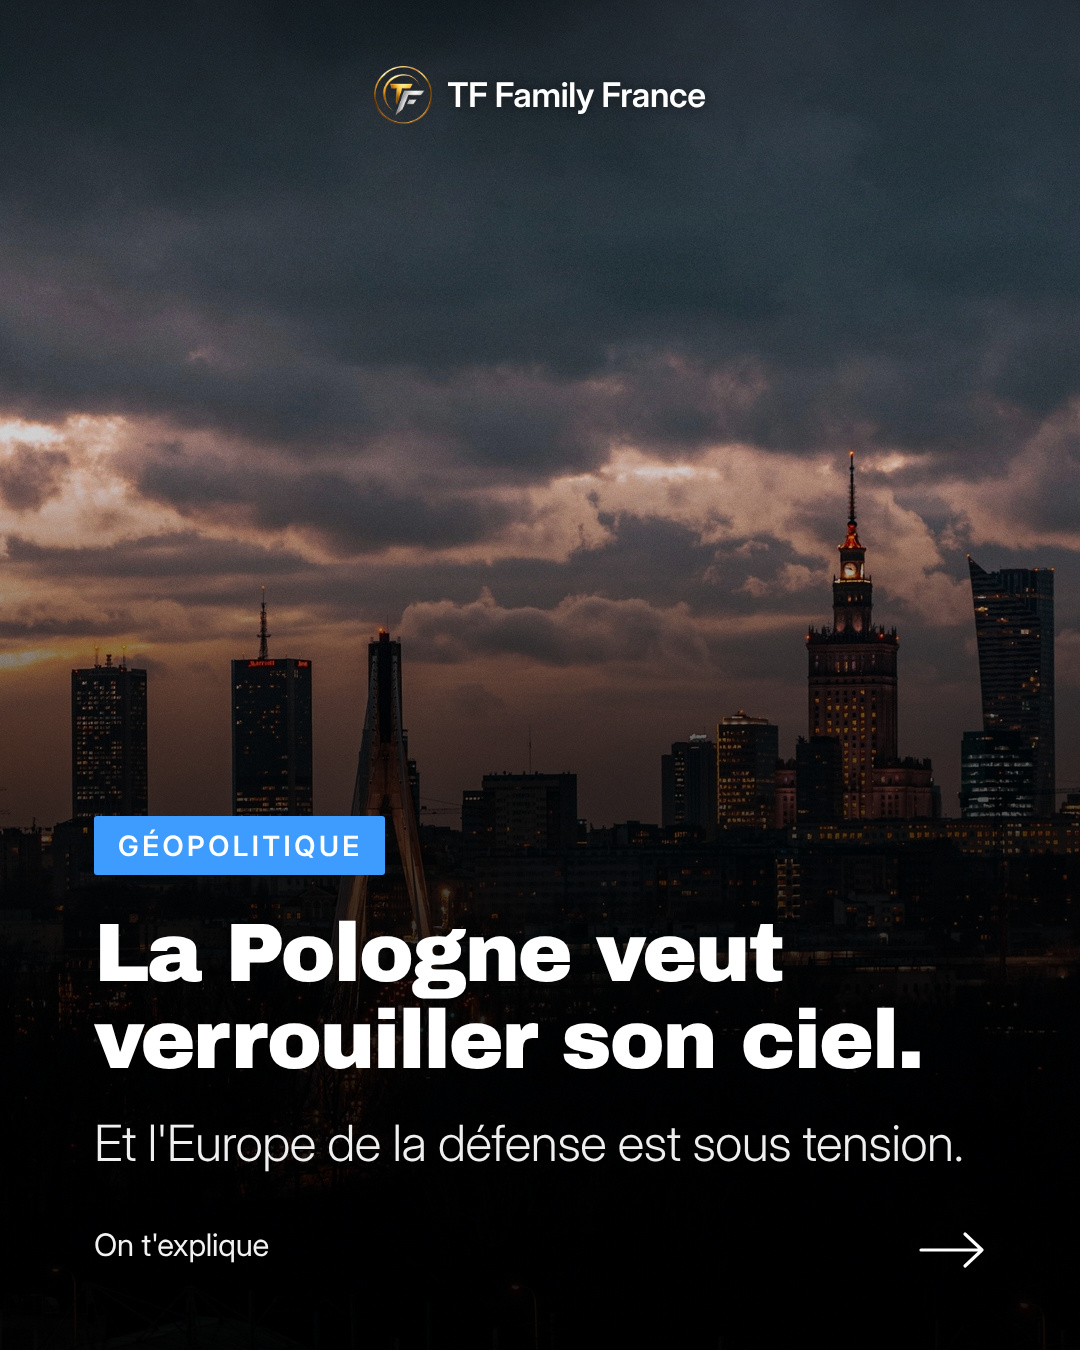 TF Family France
GÉOPOLITIQUE
La Pologne veut
verrouiller son ciel.
Et l'Europe de la défense est sous tension.
On t'explique